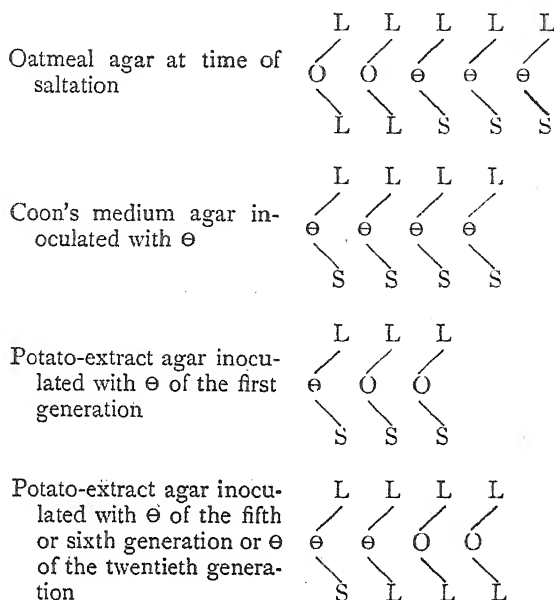 L L L L L
Oatmeal agar at time of
O O ɵ ɵ ɵ
saltation
L L S S S
L L L L
Coon's medium agar in-
ɵ ɵ ɵ ɵ
oculated with ɵ
S S S S
L L L
Potato-extract agar inocu-
lated with ɵ of the first
ɵ O O
generation
S S S
Potato-extract agar inocu-
L L L L
lated with ɵ of the fifth
or sixth generation or ɵ
ɵ ɵ O O
of the twentieth genera-
tion
S L L L